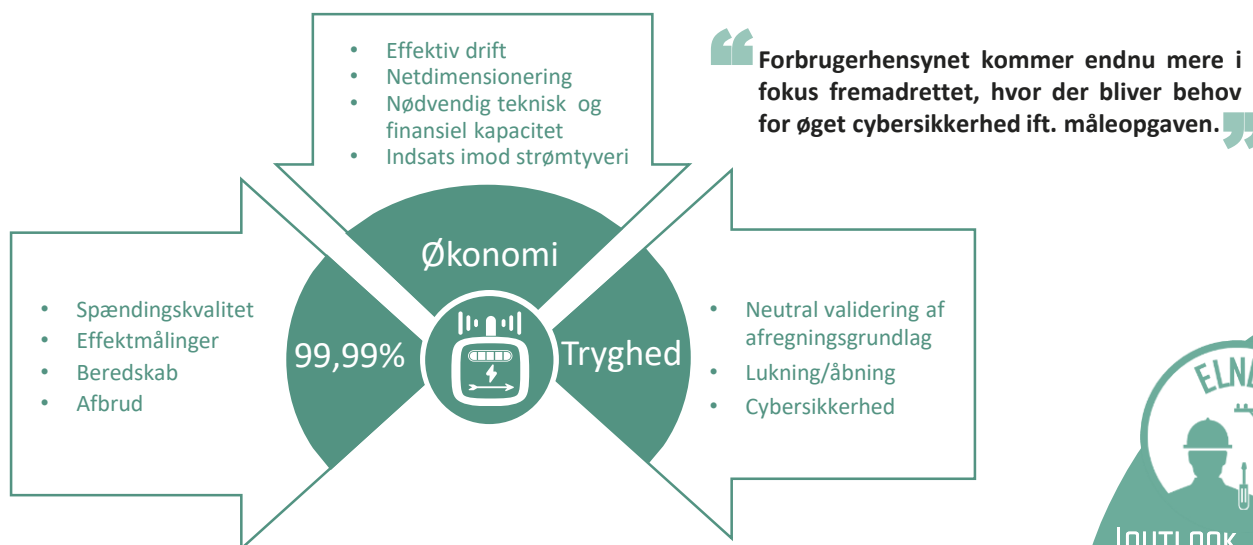 • Effektiv drift
• Netdimensionering
• Nødvendig teknisk og
finansiel kapacitet
• Indsats imod strømtyveri
“Forbrugerhensynet kommer endnu mere i
fokus fremadrettet, hvor der bliver behov
for øget cybersikkerhed ift. måleopgaven.”
Økonomi
• Spændingskvalitet
• Effektmålinger
• Beredskab
• Afbrud
99,99%
Tryghed
• Neutral validering af
afregningsgrundlag
• Lukning/åbning
• Cybersikkerhed
OUTLOOK